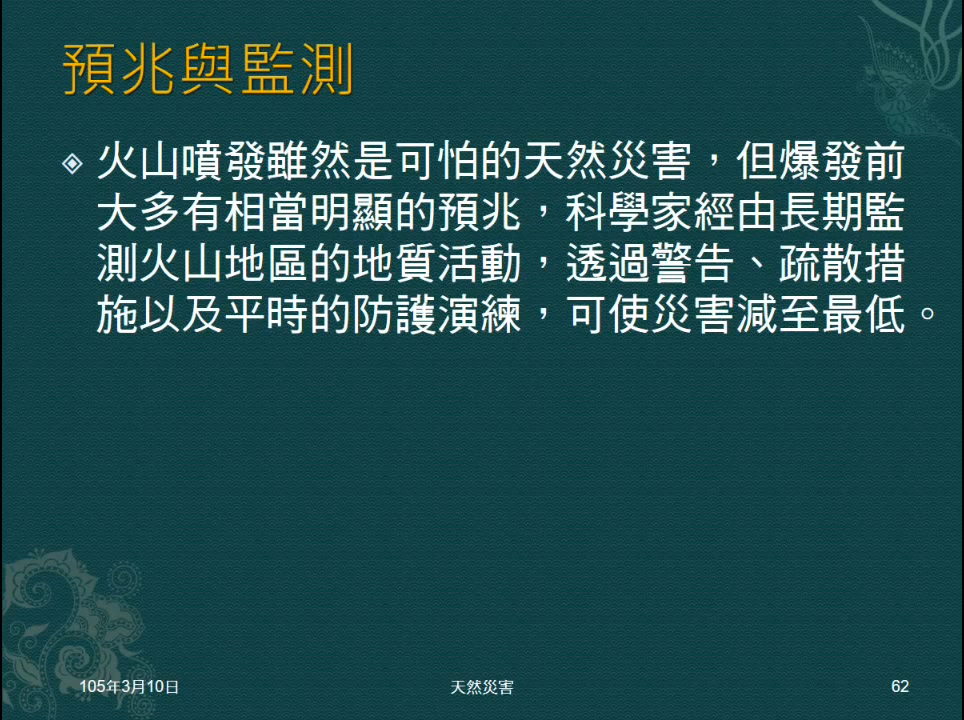 預兆與監測
火山噴發雖然是可怕的天然災害，但爆發前
大多有相當明顯的預兆，科學家經由長期監
測火山地區的地質活動，透過警告、疏散措
施以及平時的防護演練，可使災害減至最低。
105年3月10日
天然災害
62